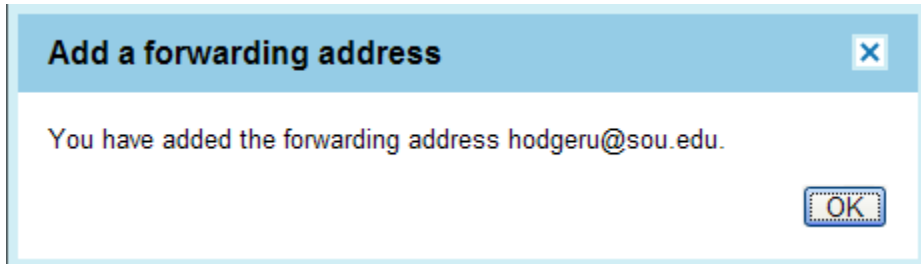 Add a forwarding address
You have added the forwarding address hodgeru@sou.edu.
OK